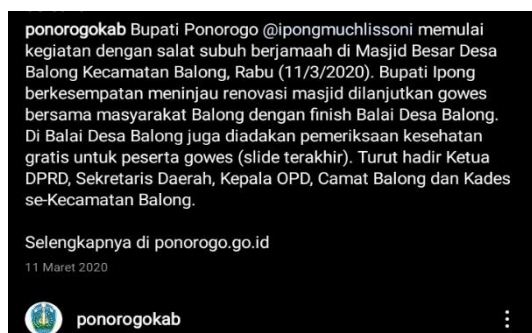 ponorogokab Bupati Ponorogo @ipongmuchlissoni memulai
kegiatan dengan salat subuh berjamaah di Masjid Besar Desa
Balong Kecamatan Balong, Rabu (11/3/2020). Bupati Ipong
berkesempatan meninjau renovasi masjid dilanjutkan gowes
bersama masyarakat Balong dengan finish Balai Desa Balong.
Di Balai Desa Balong juga diadakan pemeriksaan kesehatan
gratis untuk peserta gowes (slide terakhir). Turut hadir Ketua
DPRD, Sekretaris Daerah, Kepala OPD, Camat Balong dan Kades
se-Kecamatan Balong.
Selengkapnya di ponorogo.go.id
11 Maret 2020
ponorogokab